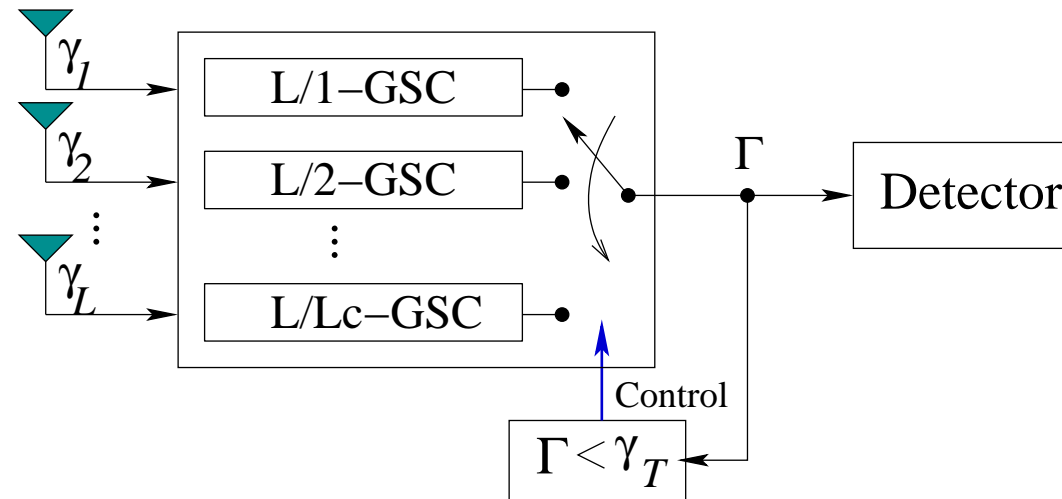 γ1
L/1−GSC
γ2
L/2−GSC
Γ
Detector
⋮
⋮
γL
L/Lc−GSC
Control
Γ < γT